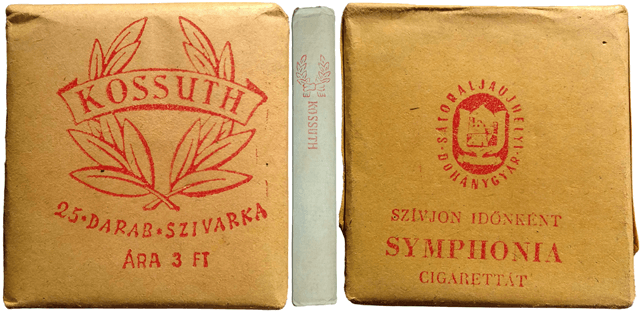 KOSSUTH
25·DARAB·SZIVARKA
ÁRA 3 FT
KOSSUTH
SÁTORALJAUJHELYI
DOHÁNYGYÁR
SZÍVJON IDŐNKÉNT
SYMPHONIA
CIGARETTÁT